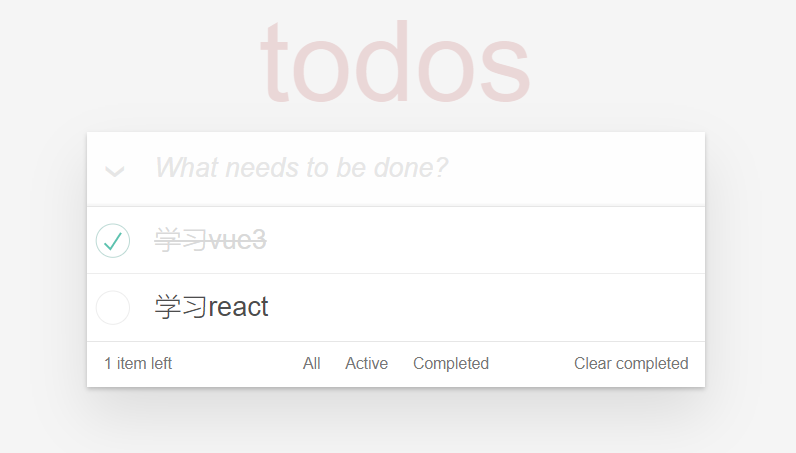 todos
What needs to be done?
学习vue3
学习react
1 item left All Active Completed Clear completed